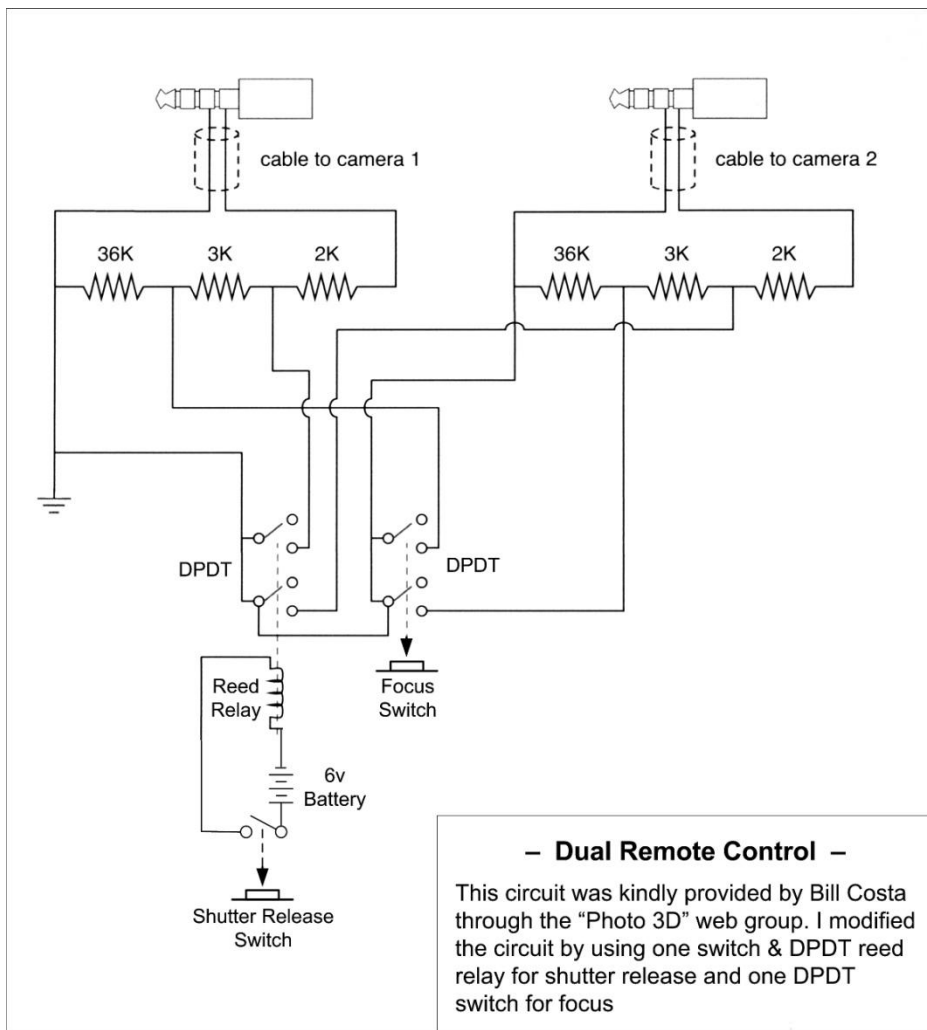 cable to camera 1
cable to camera 2
36K
3K
2K
36K
3K
2K
DPDT
DPDT
Reed
Relay
Focus
Switch
6v
Battery
Shutter Release
Switch
– Dual Remote Control –
This circuit was kindly provided by Bill Costa
through the “Photo 3D” web group. I modified
the circuit by using one switch & DPDT reed
relay for shutter release and one DPDT
switch for focus